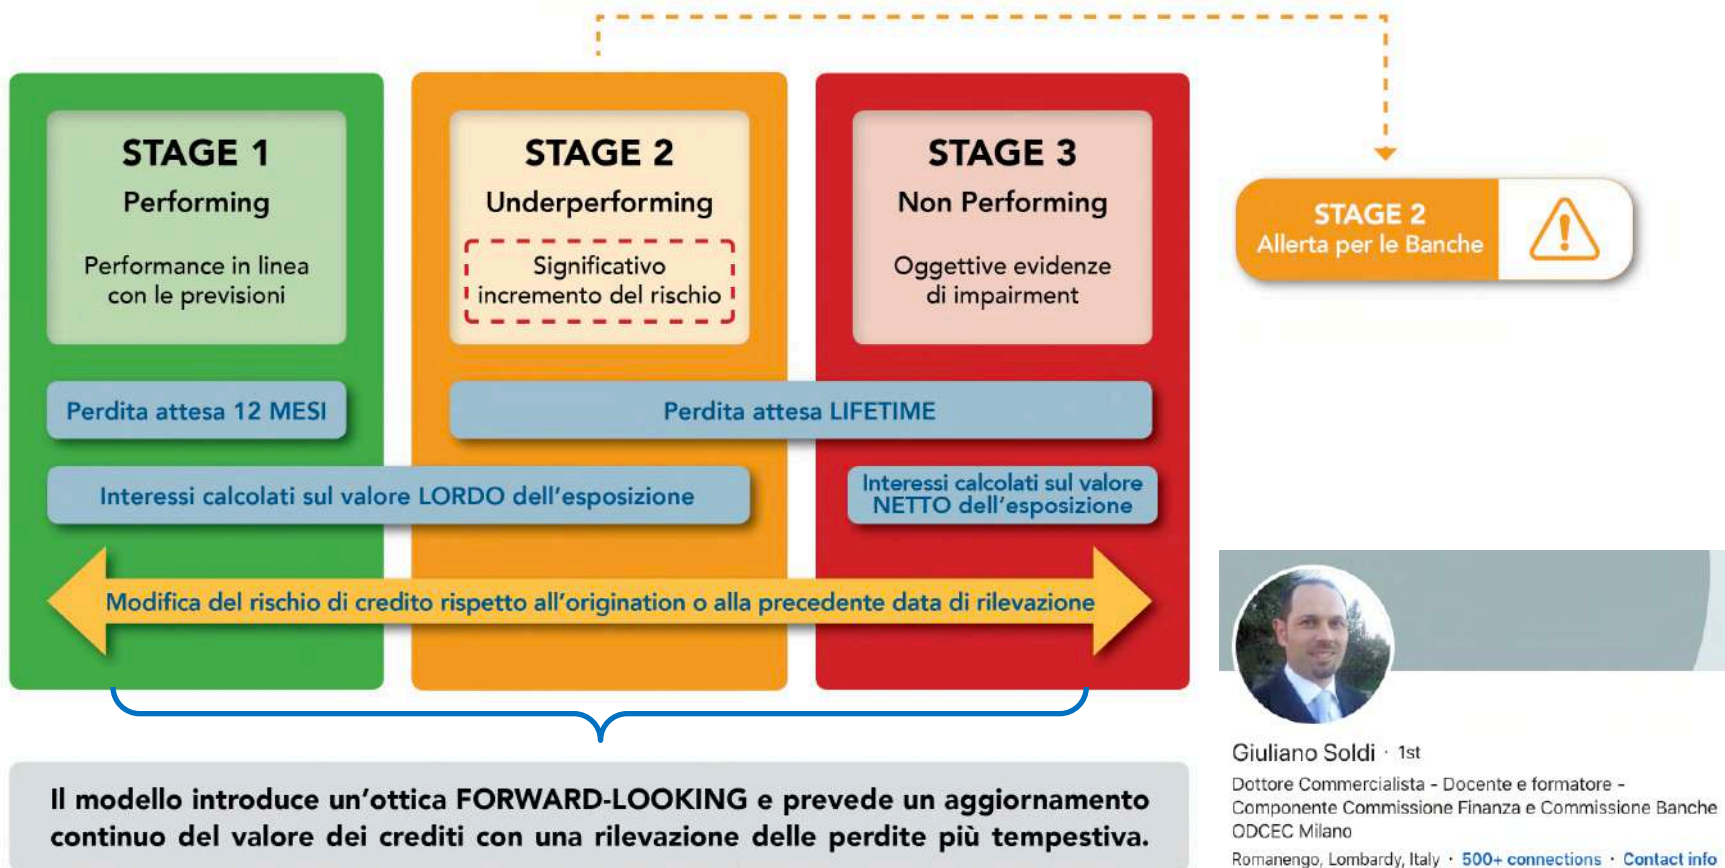 STAGE 1
Performing
Performance in linea
con le previsioni
STAGE 2
Underperforming
Significativo
incremento del rischio
STAGE 3
Non Performing
Oggettive evidenze
di impairment
STAGE 2
Allerta per le Banche
Perdita attesa 12 MESI
Perdita attesa LIFETIME
Interessi calcolati sul valore LORDO dell'esposizione
Interessi calcolati sul valore
NETTO dell'esposizione
Modifica del rischio di credito rispetto all'origination o alla precedente data di rilevazione
Il modello introduce un'ottica FORWARD-LOOKING e prevede un aggiornamento
continuo del valore dei crediti con una rilevazione delle perdite più tempestiva.
Giuliano Soldi · 1st
Dottore Commercialista - Docente e formatore -
Componente Commissione Finanza e Commissione Banche
ODCEC Milano
Romanengo, Lombardy, Italy · 500+ connections · Contact info